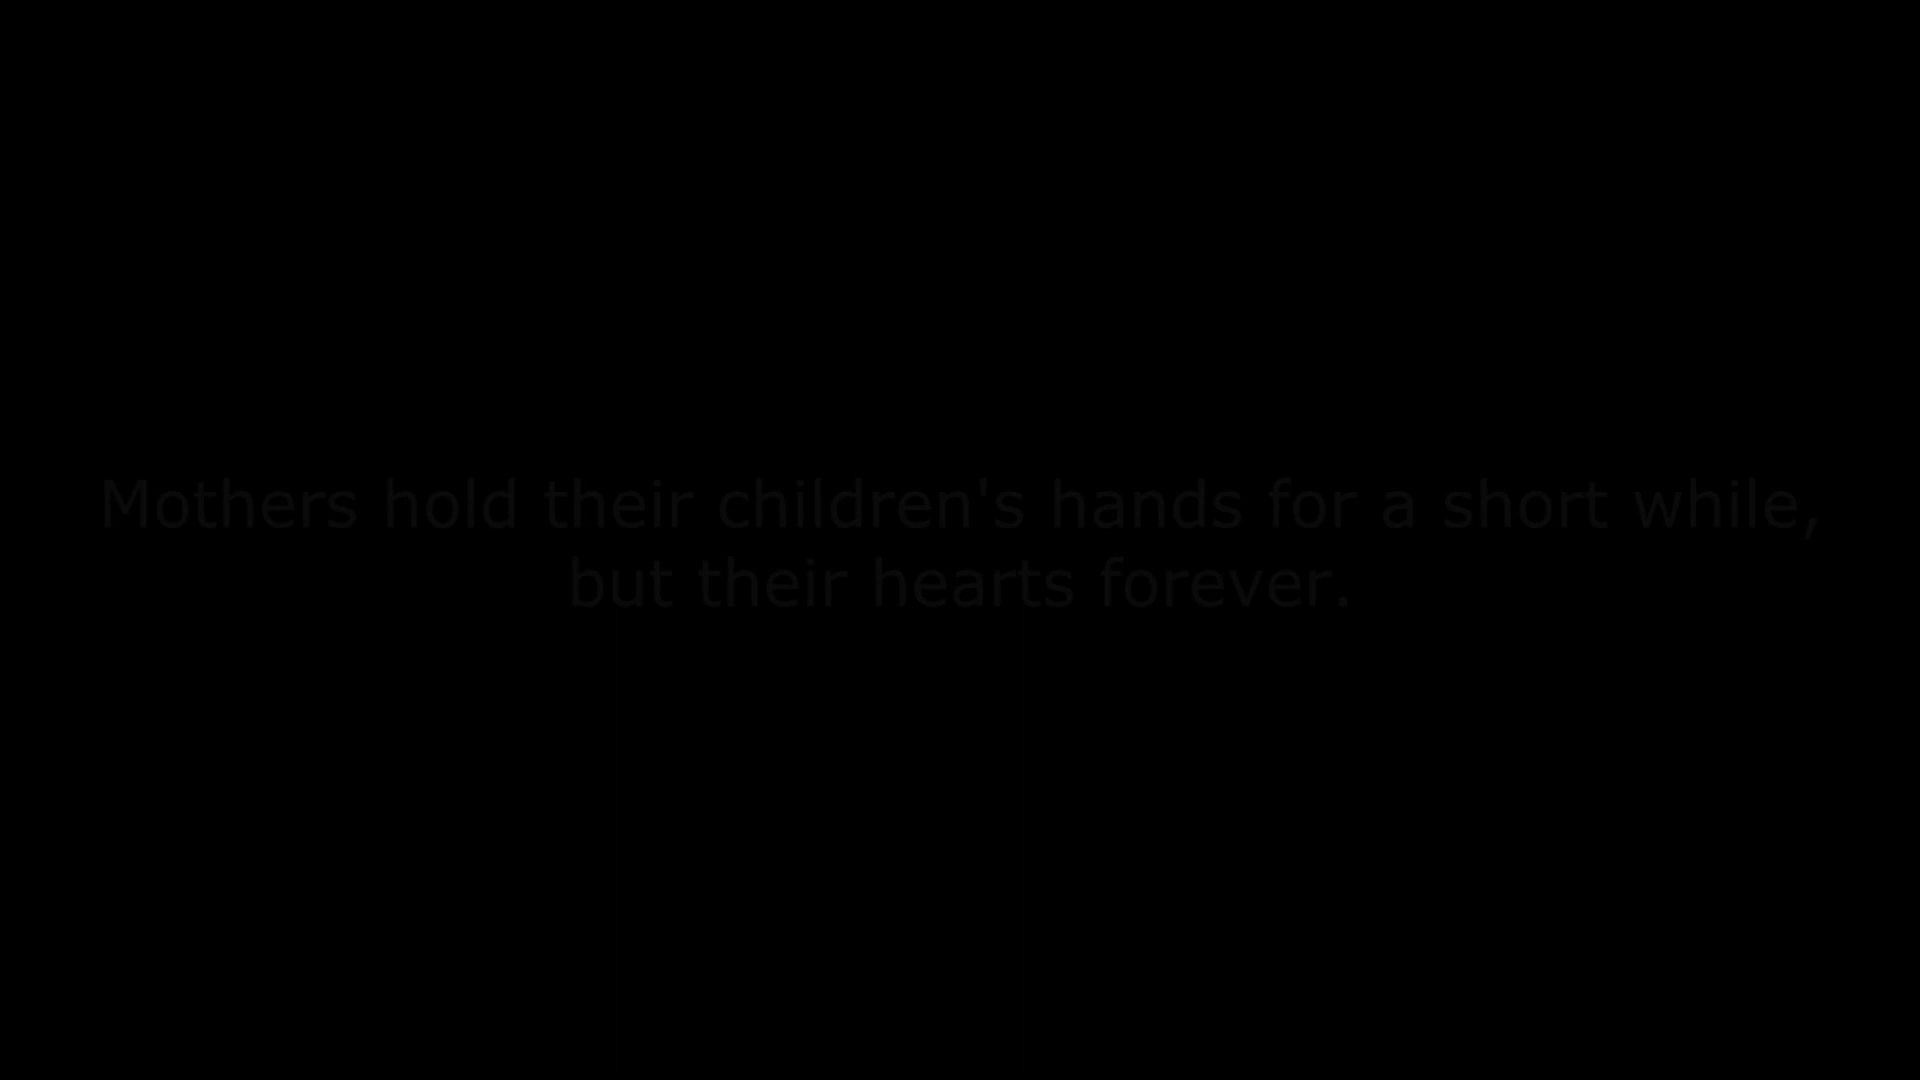 Mothers hold their children's hands for a short while,
but their hearts forever.